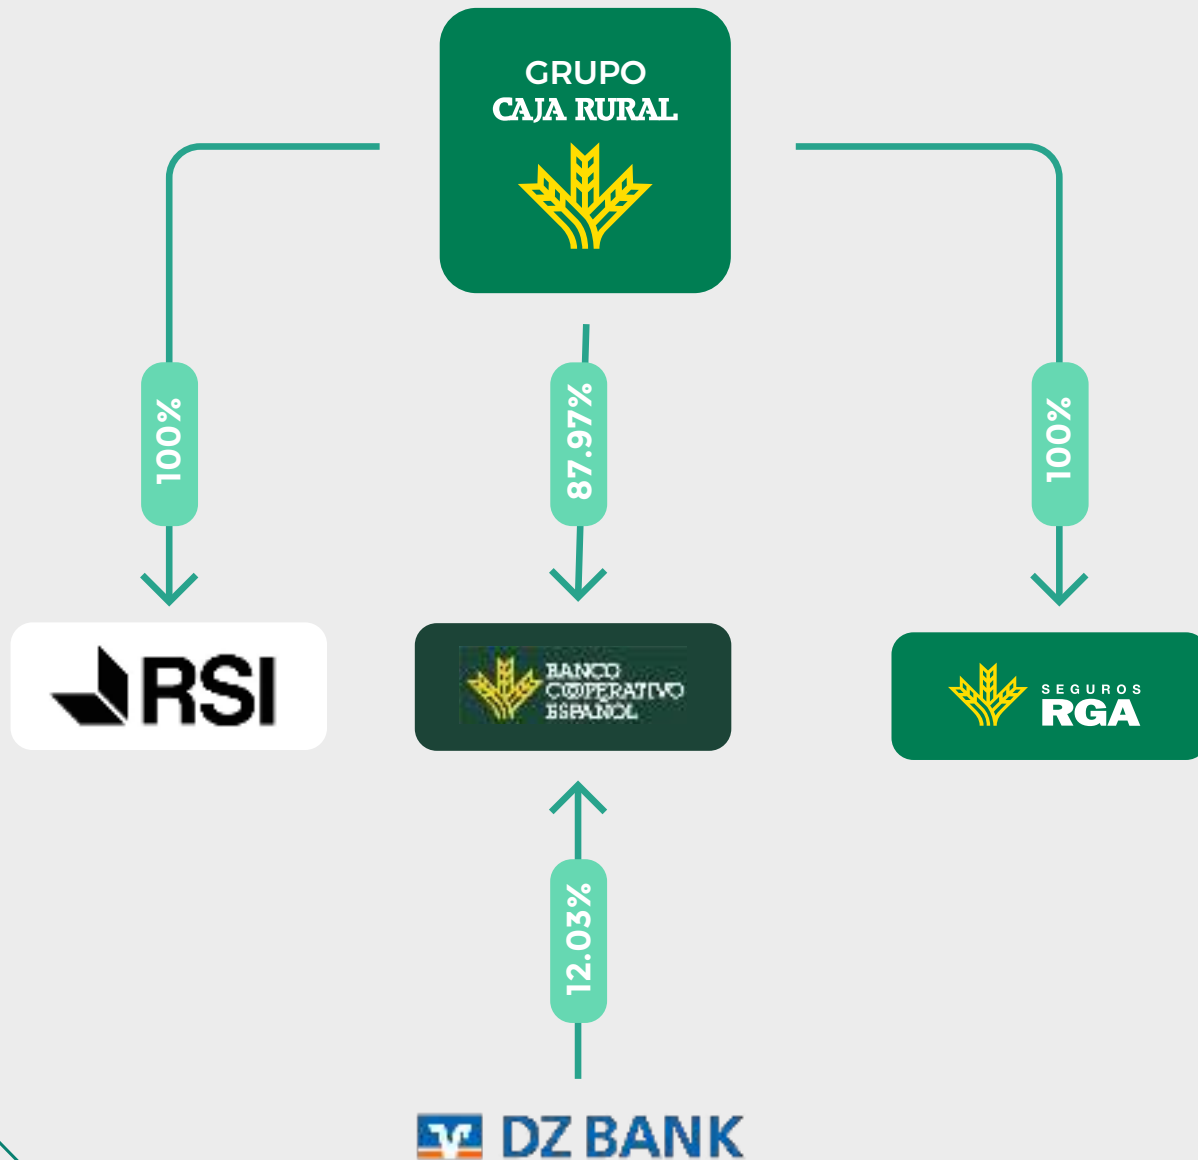 GRUPO
CAJA RURAL
100%
87.97%
100%
RSI
BANCO
COOPERATIVO
ESPAÑOL
SEGUROS
RGA
12.03%
DZ BANK